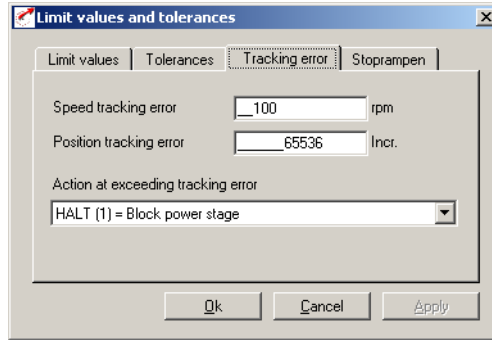 Limit values and tolerances
Limit values Tolerances Tracking error Stoprampen
Speed tracking error __100 rpm
Position tracking error ______65536 Incr.
Action at exceeding tracking error
HALT (1) = Block power stage
Ok Cancel Apply